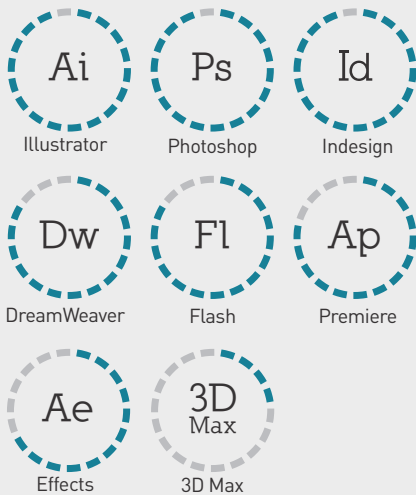 Ai Ps Id
Illustrator Photoshop Indesign
Dw Fl Ap
DreamWeaver Flash Premiere
Ae 3D
Max
Effects 3D Max